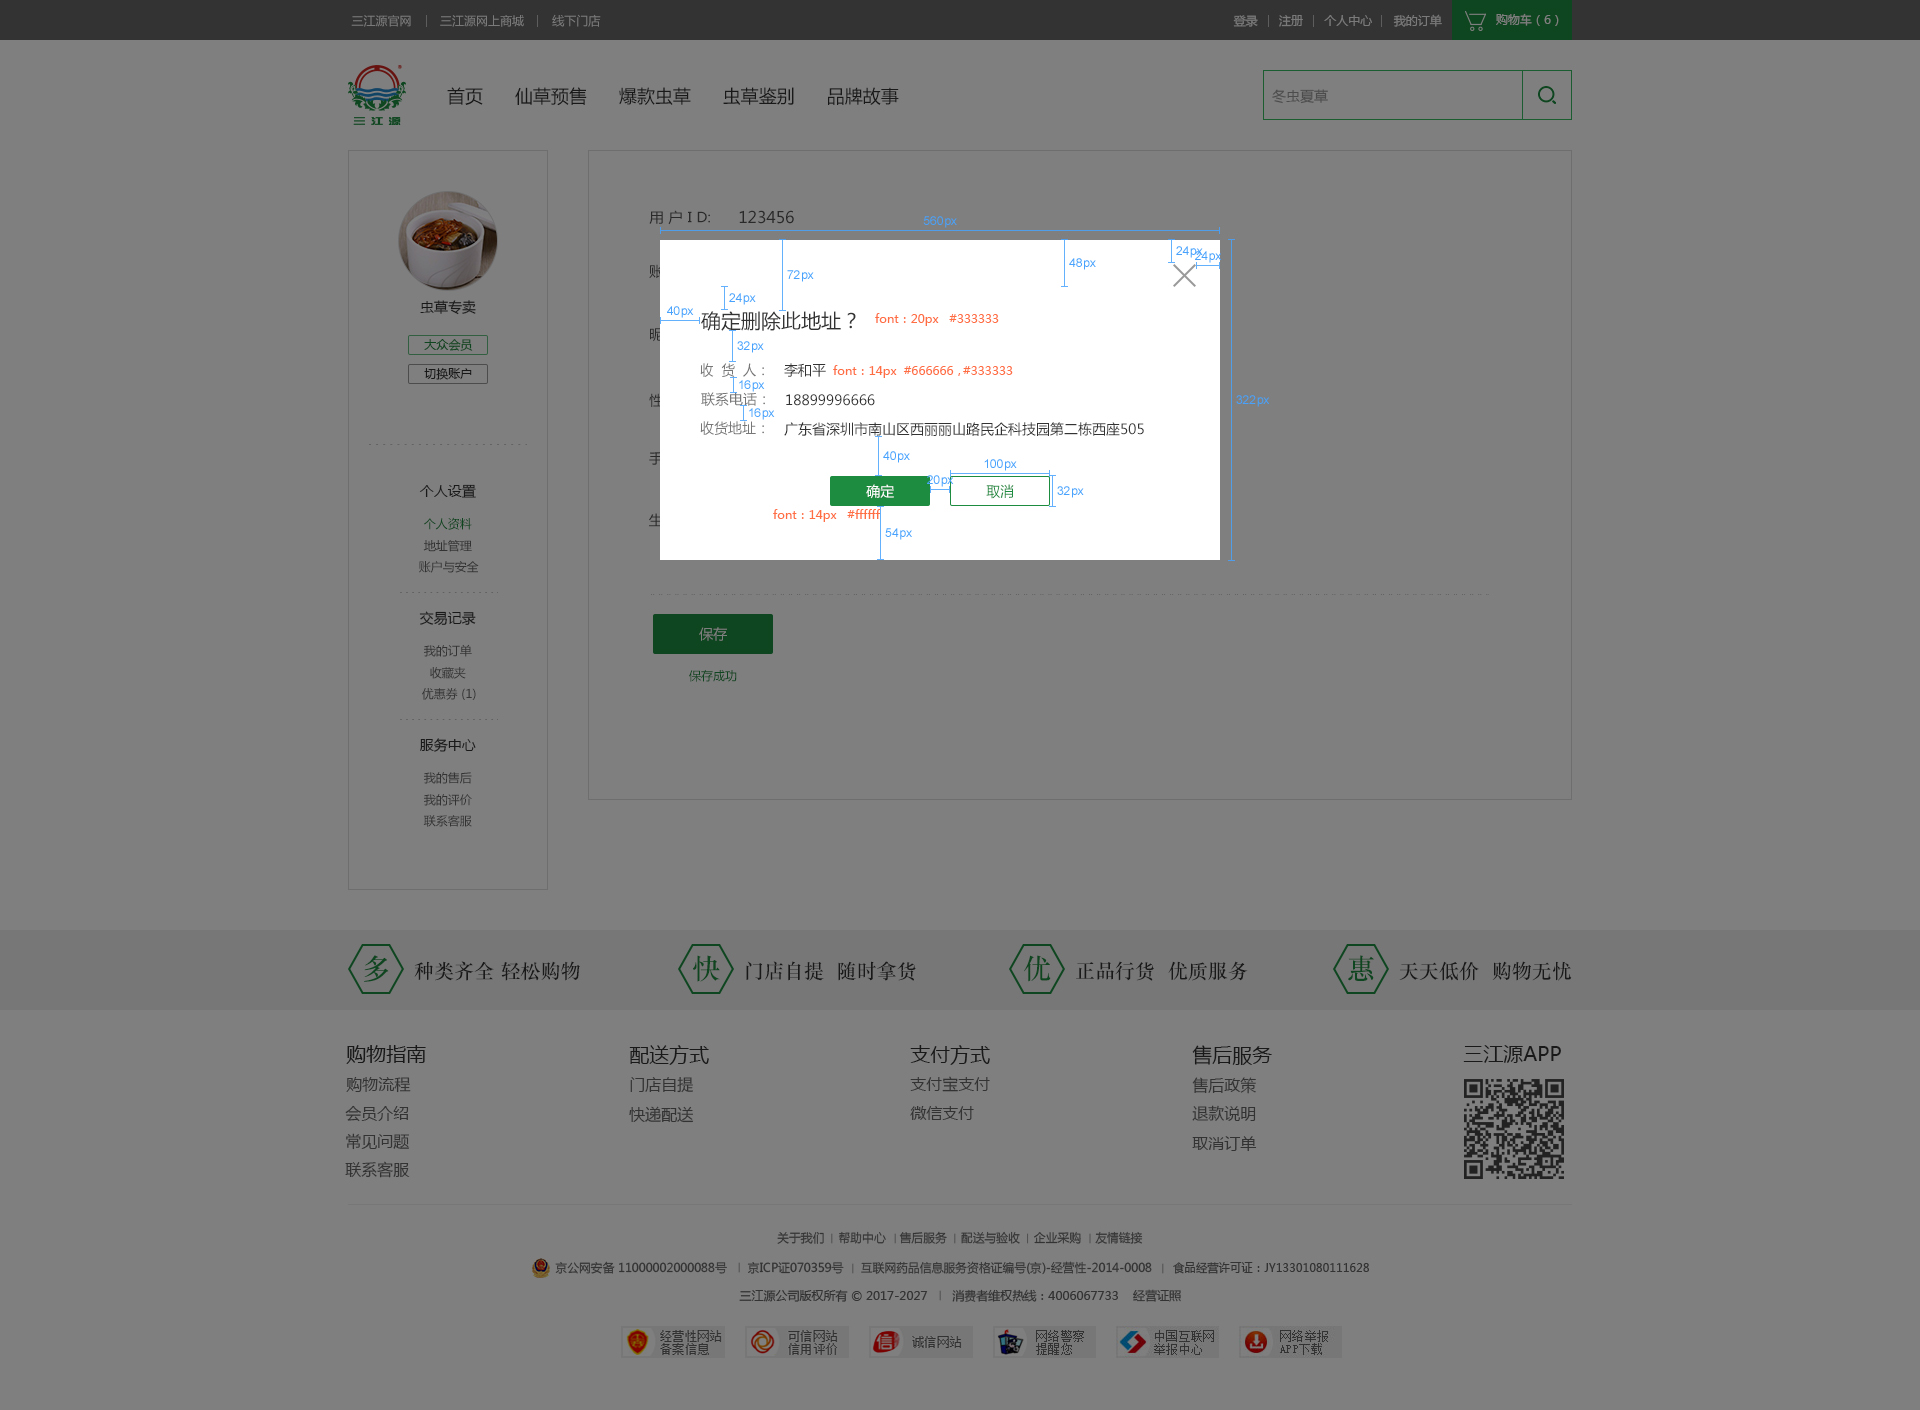 三江源官网 | 三江源网上商城 | 线下门店
登录 | 注册 | 个人中心 | 我的订单 购物车 ( 6 )
三江源
首页 仙草预售 爆款虫草 虫草鉴别 品牌故事
冬虫夏草
虫草专卖
大众会员
切换账户
个人设置
个人资料
地址管理
账户与安全
交易记录
我的订单
收藏夹
优惠券 (1)
服务中心
我的售后
我的评价
联系客服
用 户 I D: 123456
560px
24px
24px
48px
72px
24px
40px
确定删除此地址？ font : 20px #333333
32px
收 货 人： 李和平 font : 14px #666666 , #333333
16px
联系电话： 18899996666
16px
收货地址： 广东省深圳市南山区西丽丽山路民企科技园第二栋西座505
322px
40px
100px
20px
确定 取消
32px
font : 14px #ffffff
54px
昵
性
手
生
保存
保存成功
多 种类齐全 轻松购物
快 门店自提 随时拿货
优 正品行货 优质服务
惠 天天低价 购物无忧
购物指南
购物流程
会员介绍
常见问题
联系客服
配送方式
门店自提
快递配送
支付方式
支付宝支付
微信支付
售后服务
售后政策
退款说明
取消订单
三江源APP
关于我们 | 帮助中心 | 售后服务 | 配送与验收 | 企业采购 | 友情链接
京公网安备 11000002000088号 | 京ICP证070359号 | 互联网药品信息服务资格证编号(京)-经营性-2014-0008 | 食品经营许可证：JY13301080111628
三江源公司版权所有 © 2017-2027 | 消费者维权热线：4006067733 经营证照
经营性网站
备案信息
可信网站
信用评价
信 诚信网站
网络警察
提醒您
中国互联网
举报中心
网络举报
APP下载